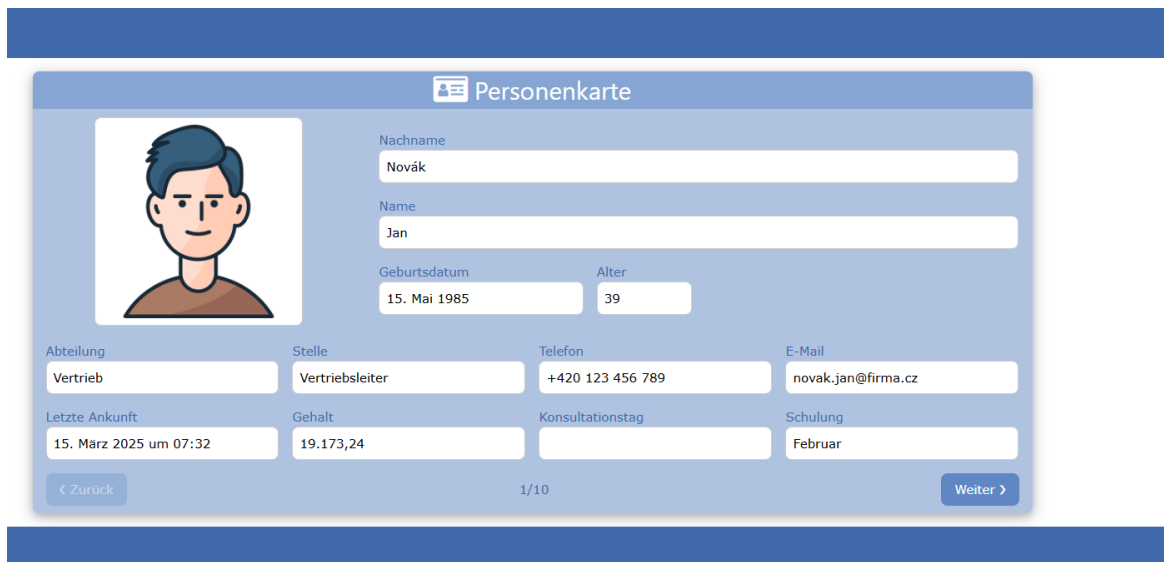 Personenkarte
Nachname
Novák
Name
Jan
Geburtsdatum Alter
15. Mai 1985 39
Abteilung Stelle Telefon E-Mail
Vertrieb Vertriebsleiter +420 123 456 789 novak.jan@firma.cz
Letzte Ankunft Gehalt Konsultationstag Schulung
15. März 2025 um 07:32 19.173,24 Februar
‹ Zurück 1/10 Weiter ›